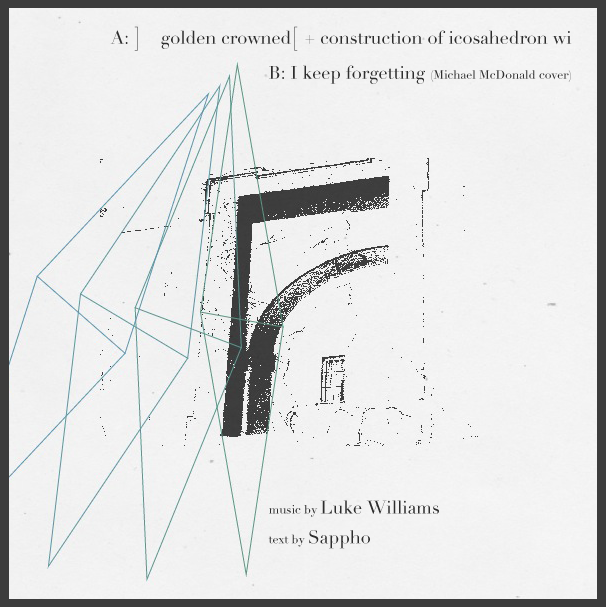 A: ] golden crowned[ + construction of icosahedron wi
B: I keep forgetting (Michael McDonald cover)
music by Luke Williams
text by Sappho